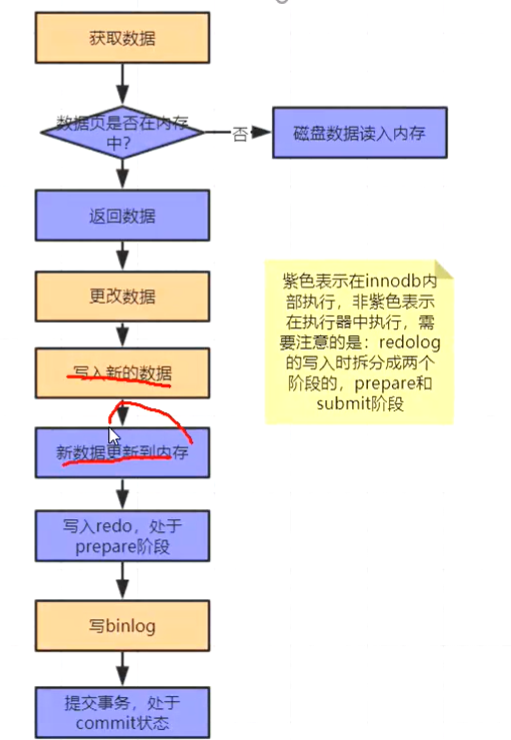 获取数据
数据页是否在内存
中?
否
磁盘数据读入内存
返回数据
更改数据
紫色表示在innodb内
部执行，非紫色表示
在执行器中执行，需
要注意的是：redolog
的写入时拆分成两个
阶段的，prepare和
submit阶段
写入新的数据
新数据更新到内存
写入redo，处于
prepare阶段
写binlog
提交事务，处于
commit状态